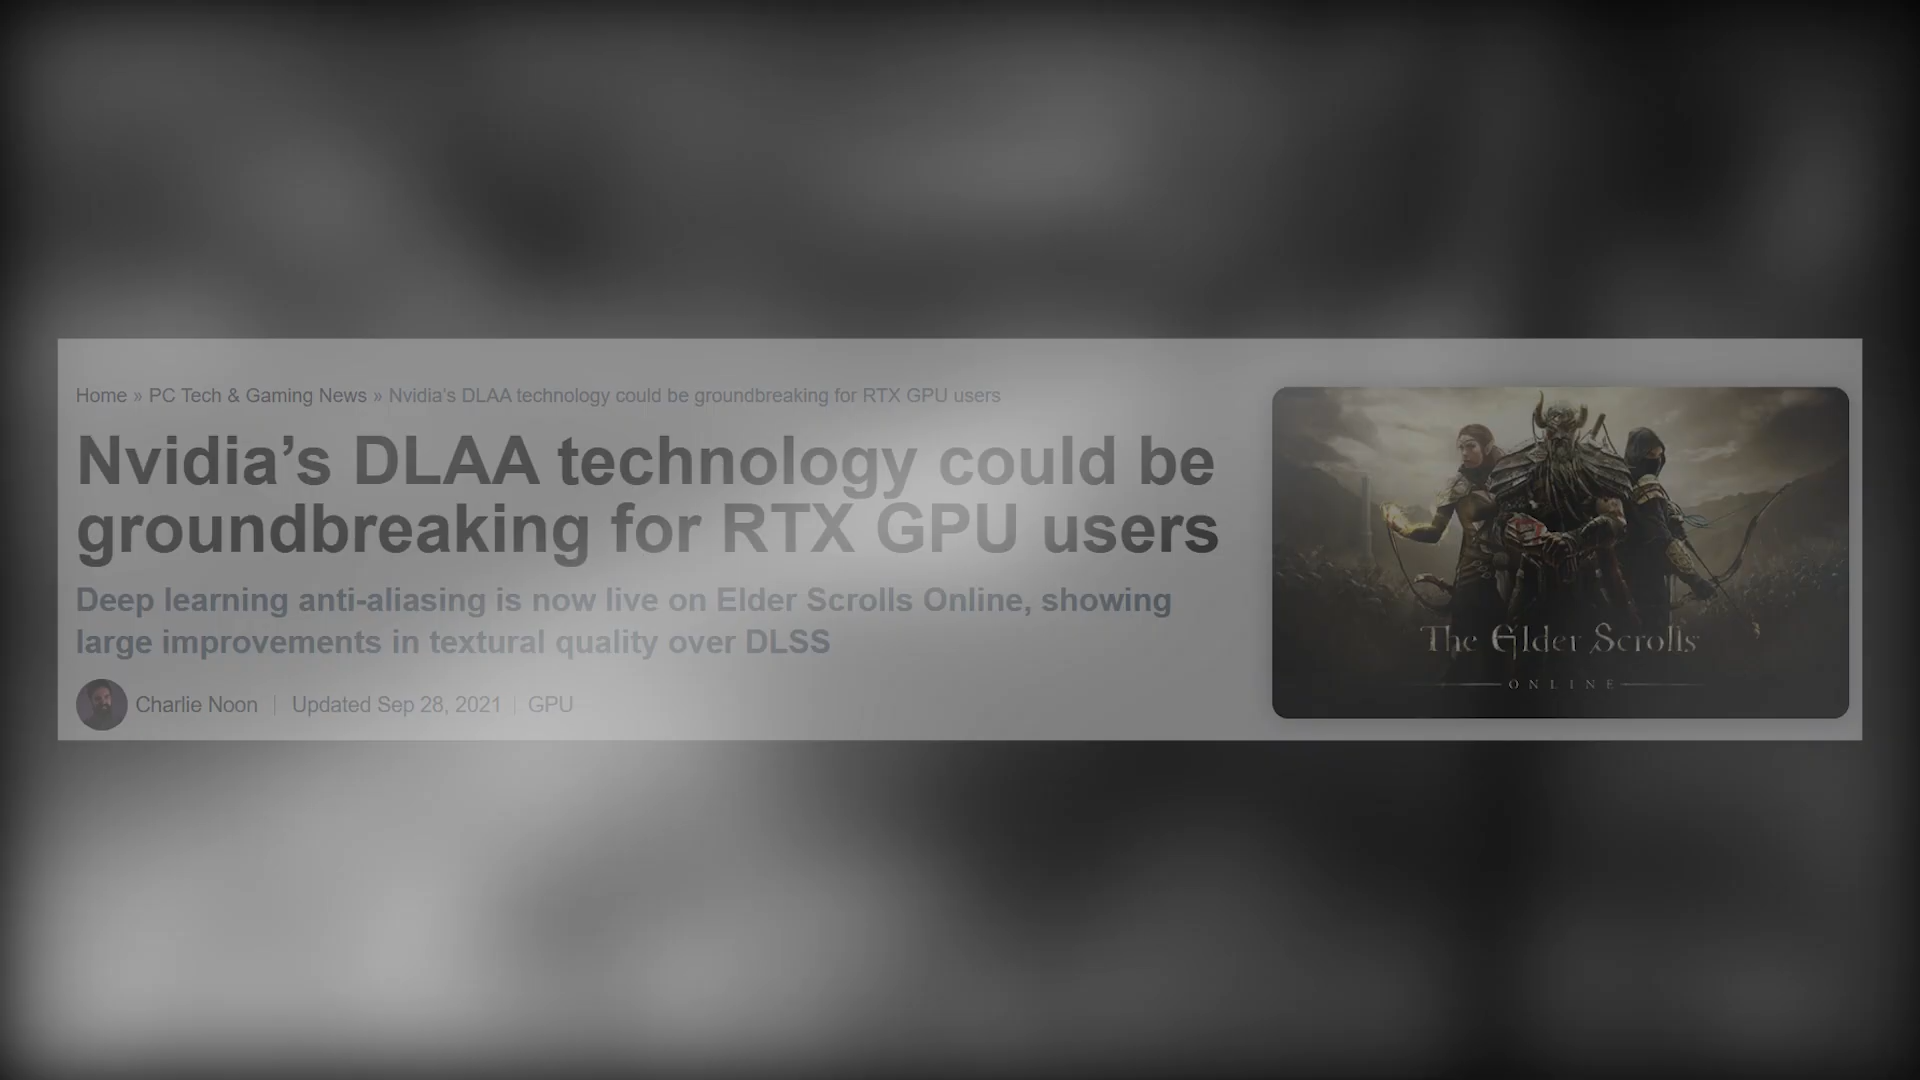 Home » PC Tech & Gaming News » Nvidia's DLAA technology could be groundbreaking for RTX GPU users
Nvidia’s DLAA technology could be
groundbreaking for RTX GPU users
Deep learning anti-aliasing is now live on Elder Scrolls Online, showing
large improvements in textural quality over DLSS
Charlie Noon | Updated Sep 28, 2021 | GPU
The Elder Scrolls
ONLINE